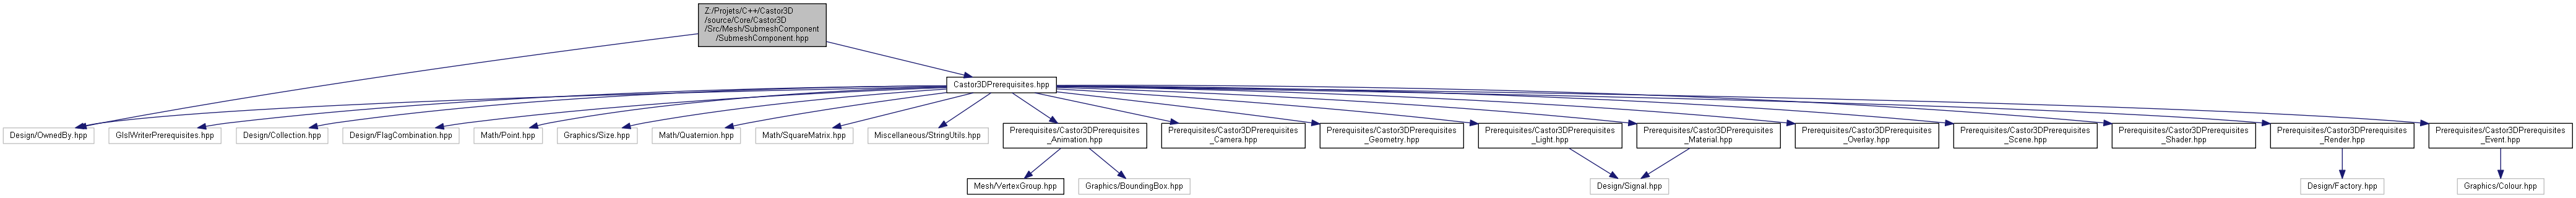 Z:/Projets/C++/Castor3D
/source/Core/Castor3D
/Src/Mesh/SubmeshComponent
/SubmeshComponent.hpp
Castor3DPrerequisites.hpp
Design/OwnedBy.hpp
GlslWriterPrerequisites.hpp
Design/Collection.hpp
Design/FlagCombination.hpp
Math/Point.hpp
Graphics/Size.hpp
Math/Quaternion.hpp
Math/SquareMatrix.hpp
Miscellaneous/StringUtils.hpp
Prerequisites/Castor3DPrerequisites
_Animation.hpp
Prerequisites/Castor3DPrerequisites
_Camera.hpp
Prerequisites/Castor3DPrerequisites
_Geometry.hpp
Prerequisites/Castor3DPrerequisites
_Light.hpp
Prerequisites/Castor3DPrerequisites
_Material.hpp
Prerequisites/Castor3DPrerequisites
_Overlay.hpp
Prerequisites/Castor3DPrerequisites
_Scene.hpp
Prerequisites/Castor3DPrerequisites
_Shader.hpp
Prerequisites/Castor3DPrerequisites
_Render.hpp
Prerequisites/Castor3DPrerequisites
_Event.hpp
Mesh/VertexGroup.hpp
Graphics/BoundingBox.hpp
Design/Signal.hpp
Design/Factory.hpp
Graphics/Colour.hpp